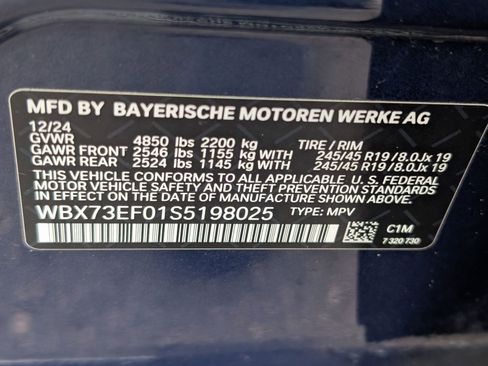 MFD BY BAYERISCHE MOTOREN WERKE AG
12/24
GVWR 4850 lbs 2200 kg TIRE / RIM
GAWR FRONT 2546 lbs 1155 kg WITH 245/45 R19 / 8.0Jx 19
GAWR REAR 2524 lbs 1145 kg WITH 245/45 R19 / 8.0Jx 19
THIS VEHICLE CONFORMS TO ALL APPLICABLE U.S. FEDERAL
MOTOR VEHICLE SAFETY AND THEFT PREVENTION STANDARDS
IN EFFECT ON THE DATE OF MANUFACTURE SHOWN ABOVE.
WBX73EF01S5198025 TYPE: MPV
C1M
7 320 730